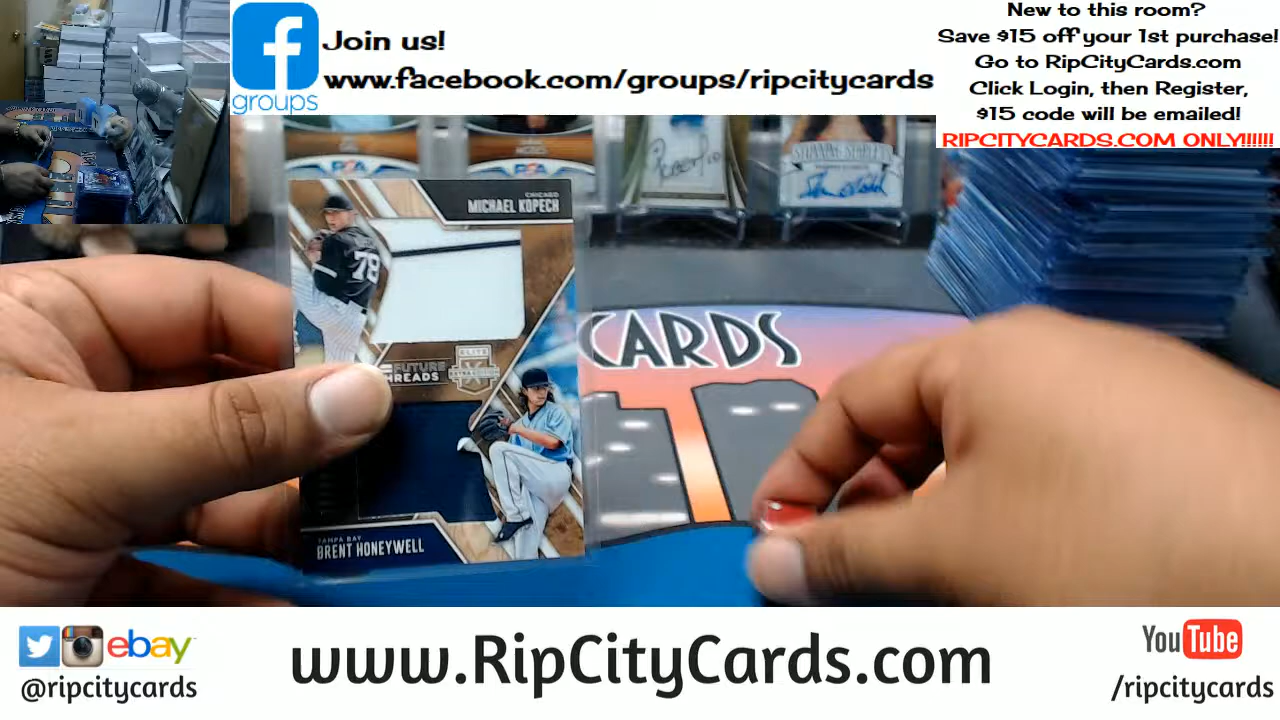 Join us!
www.facebook.com/groups/ripcitycards
groups
New to this room?
Save $15 off your 1st purchase!
Go to RipCityCards.com
Click Login, then Register,
$15 code will be emailed!
RIPCITYCARDS.COM ONLY!!!!!!
CHICAGO
MICHAEL KOPECH
78
FUTURE
THREADS
ELITE
TAMPA BAY
BRENT HONEYWELL
CARDS
ebay
@ripcitycards
www.RipCityCards.com
YouTube
/ripcitycards